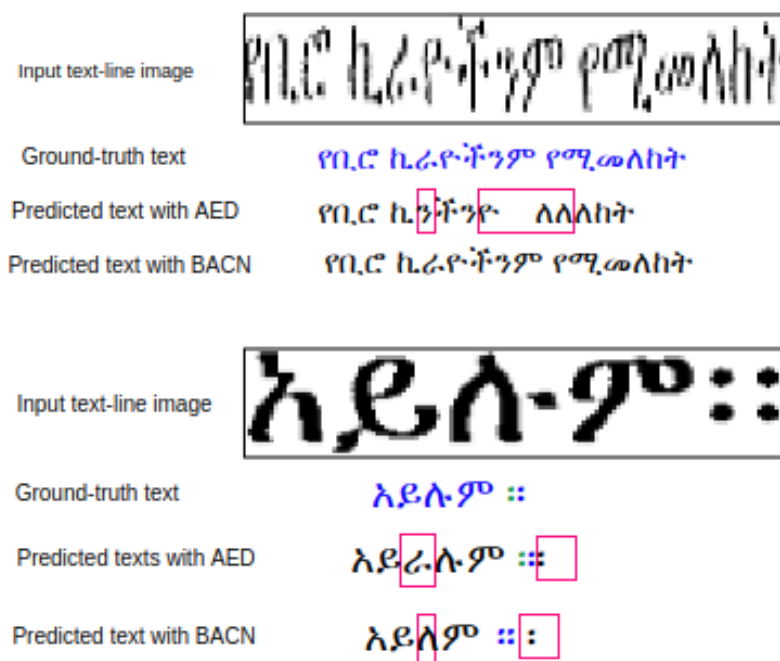 Input text-line image
የቢሮ ኪራዮችንም የሚመለከት
Ground-truth text የቢሮ ኪራዮችንም የሚመለከት
Predicted text with AED የቢሮ ኪንችንዮ ለለለከት
Predicted text with BACN የቢሮ ኪራዮችንም የሚመለከት
Input text-line image አይሉም።
Ground-truth text አይሉም ።
Predicted texts with AED አይራሉም ።
Predicted text with BACN አይለም ። ፡